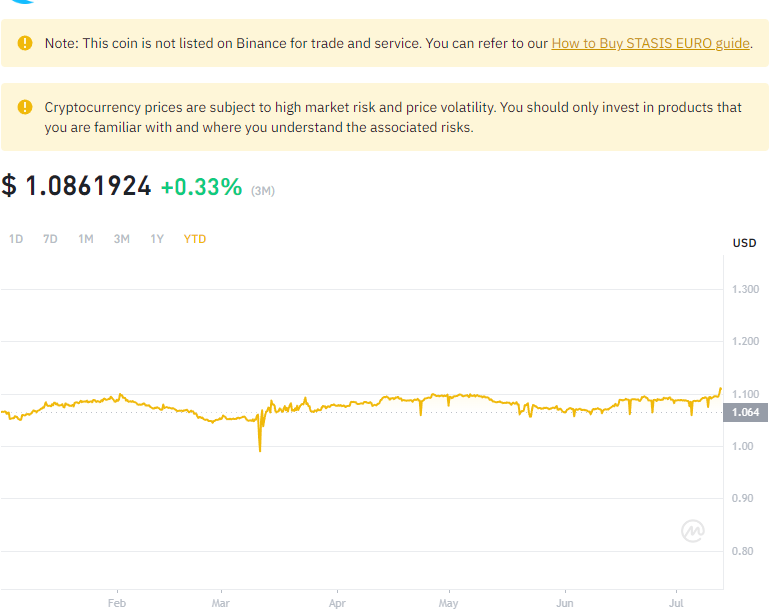 Note: This coin is not listed on Binance for trade and service. You can refer to our How to Buy STASIS EURO guide.
Cryptocurrency prices are subject to high market risk and price volatility. You should only invest in products that
you are familiar with and where you understand the associated risks.
$ 1.0861924 +0.33% (3M)
1D 7D 1M 3M 1Y YTD
USD
1.300
1.200
1.100
1.064
1.00
0.90
0.80
Feb Mar Apr May Jun Jul